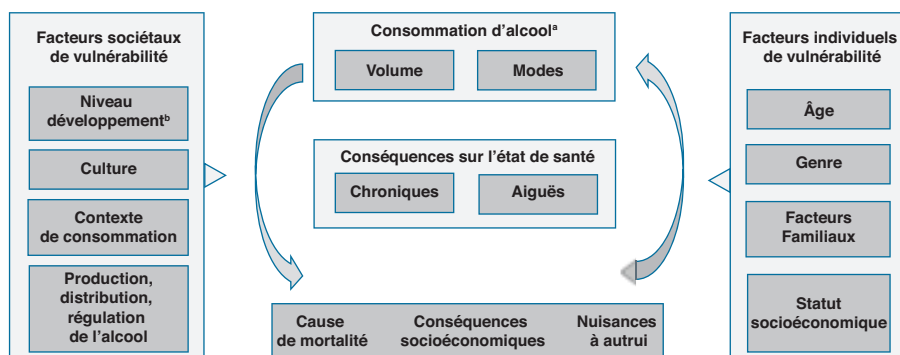 Facteurs sociétaux
de vulnérabilité
Niveau
développementᵇ
Culture
Contexte
de consommation
Production,
distribution,
régulation
de l’alcool
Consommation d’alcoolᵃ
Volume
Modes
Conséquences sur l’état de santé
Chroniques
Aiguës
Cause
de mortalité
Conséquences
socioéconomiques
Nuisances
à autrui
Facteurs individuels
de vulnérabilité
Âge
Genre
Facteurs
Familiaux
Statut
socioéconomique